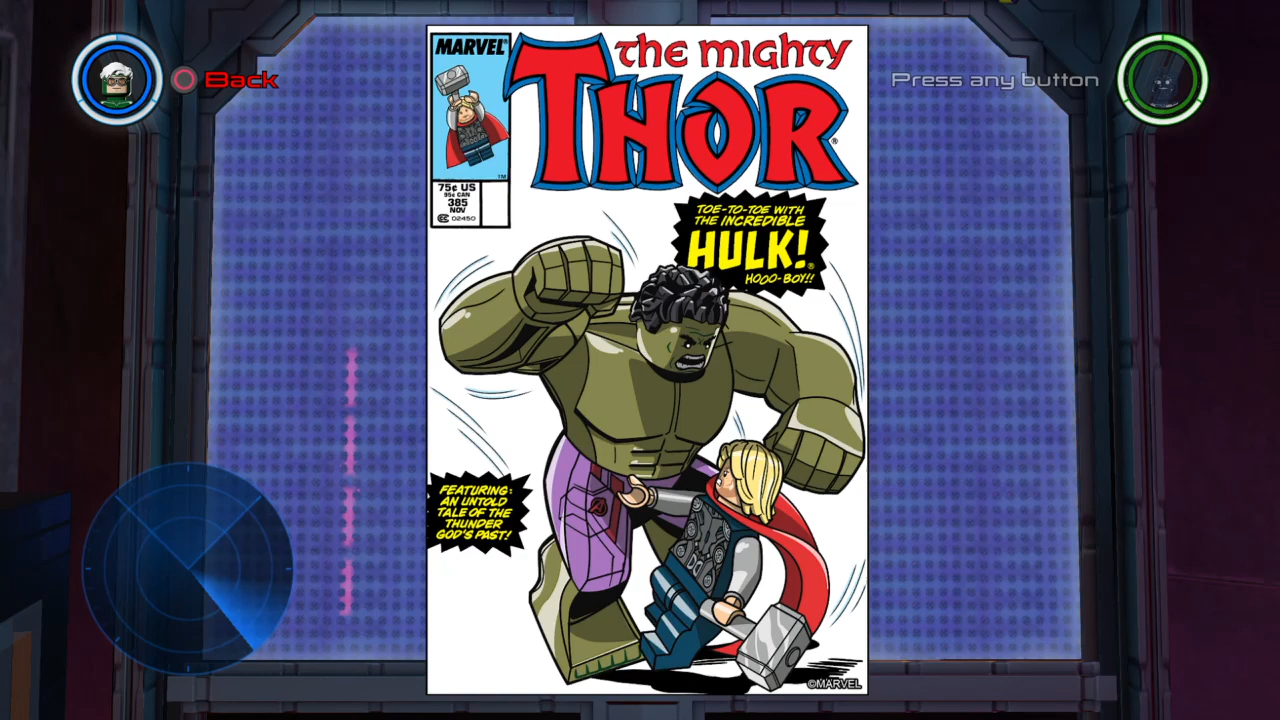 Back
Press any button
MARVEL
the mighty
THOR®
TM
75¢ US
95¢ CAN
385
NOV
CC 02450
TOE-TO-TOE WITH
THE INCREDIBLE
HULK!®
HOOO-BOY!!
FEATURING:
AN UNTOLD
TALE OF THE
THUNDER
GOD'S PAST!
©MARVEL